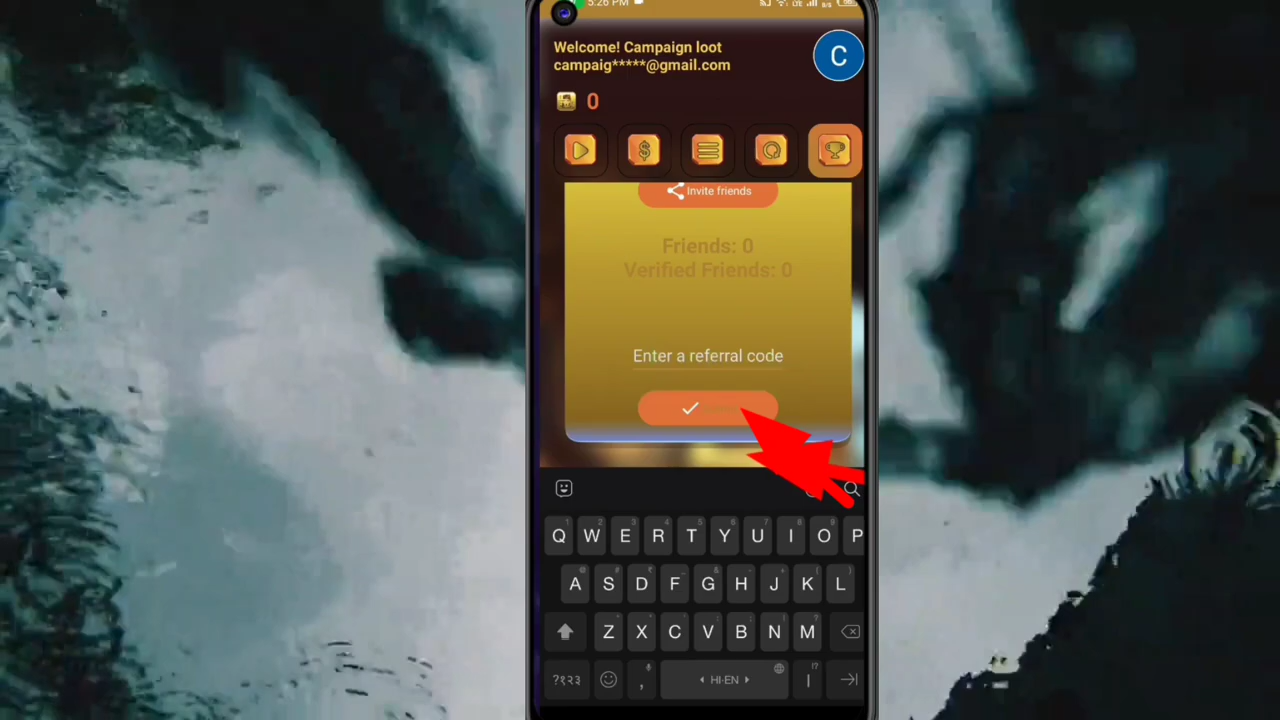 5:26 PM
Welcome! Campaign loot
campaig*****@gmail.com
C
0
Invite friends
Friends: 0
Verified Friends: 0
Enter a referral code
Q W E R T Y U I O P
A S D F G H J K L
Z X C V B N M
?१२३ , HI-EN